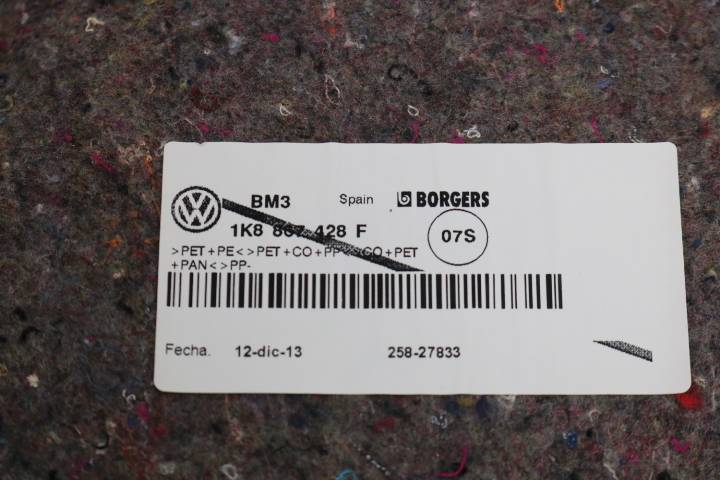 BM3 Spain BORGERS
1K8 867 428 F 07S
>PET+PE<>PET+CO+PP<>CO+PET
+PAN<>PP-
Fecha. 12-dic-13 258-27833